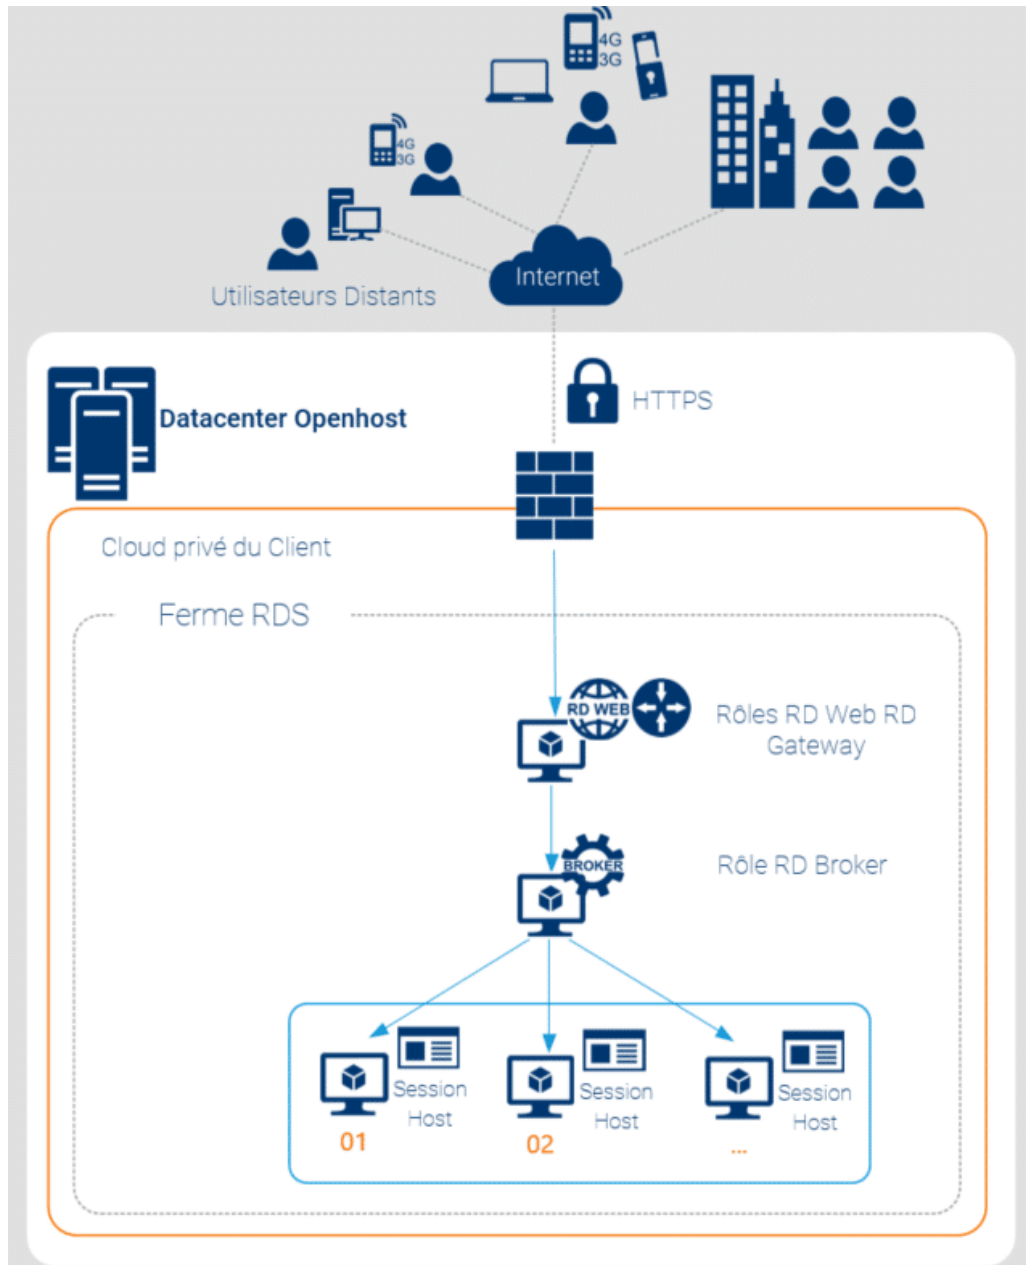 4G
3G
4G
3G
Internet
Utilisateurs Distants
HTTPS
Datacenter Openhost
Cloud privé du Client
Ferme RDS
RD WEB
Rôles RD Web RD
Gateway
BROKER
Rôle RD Broker
Session
Host
01
Session
Host
02
Session
Host
...